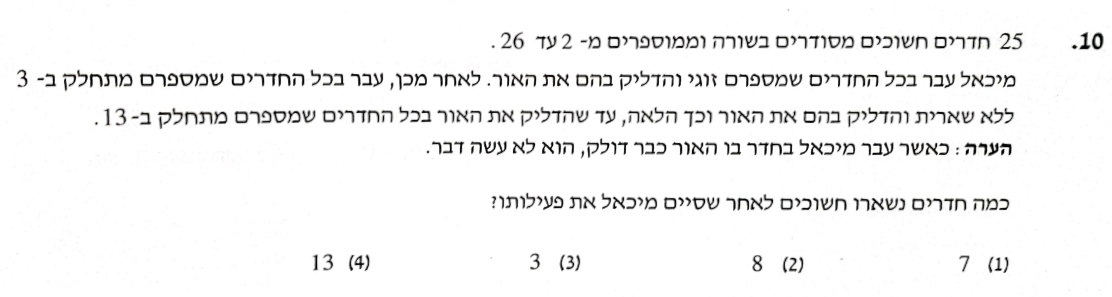 10. 25 חדרים חשוכים מסודרים בשורה וממוספרים מ- 2 עד 26 .
מיכאל עבר בכל החדרים שמספרם זוגי והדליק בהם את האור. לאחר מכן, עבר בכל החדרים שמספרם מתחלק ב- 3
ללא שארית והדליק בהם את האור וכך הלאה, עד שהדליק את האור בכל החדרים שמספרם מתחלק ב-13.
הערה: כאשר עבר מיכאל בחדר בו האור כבר דולק, הוא לא עשה דבר.
כמה חדרים נשארו חשוכים לאחר שסיים מיכאל את פעילותו?
(1) 7 (2) 8 (3) 3 (4) 13